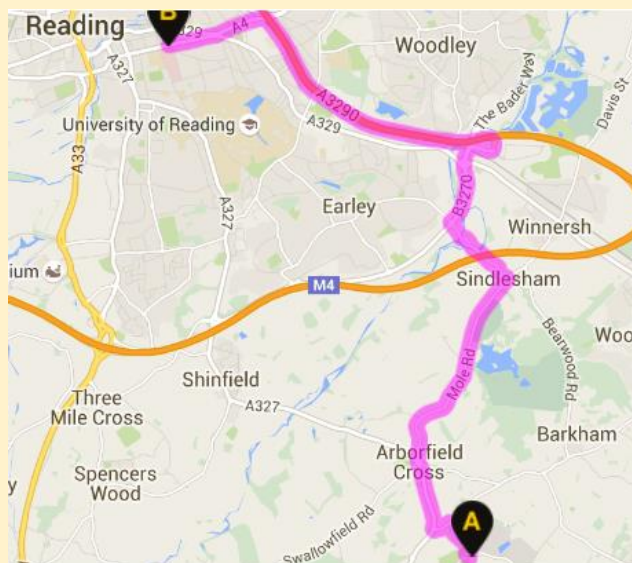 Reading
B
A329
A4
Woodley
A327
The Bader Way
Davis St
A3290
University of Reading
A329
A33
A327
B3270
Earley
Winnersh
ium
M4
Sindlesham
Bearwood Rd
Woo
Shinfield
Mole Rd
Three
Mile Cross
A327
Barkham
Arborfield
Cross
Spencers
Wood
y
Swallowfield Rd
A